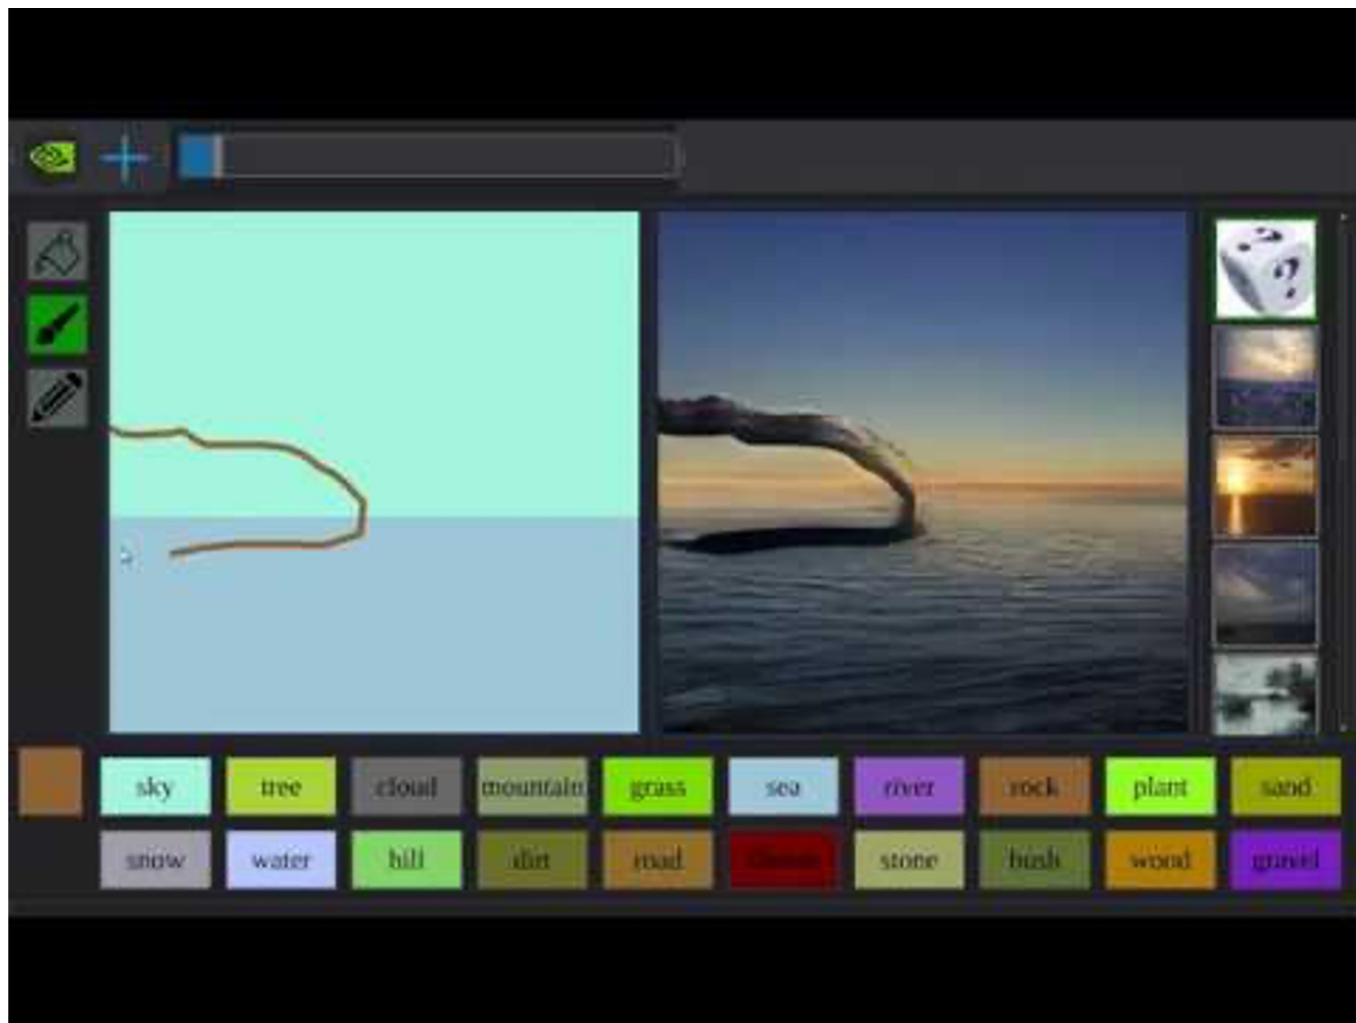 sky tree cloud mountain grass sea river rock plant sand
snow water hill dirt road stone bush wood gravel